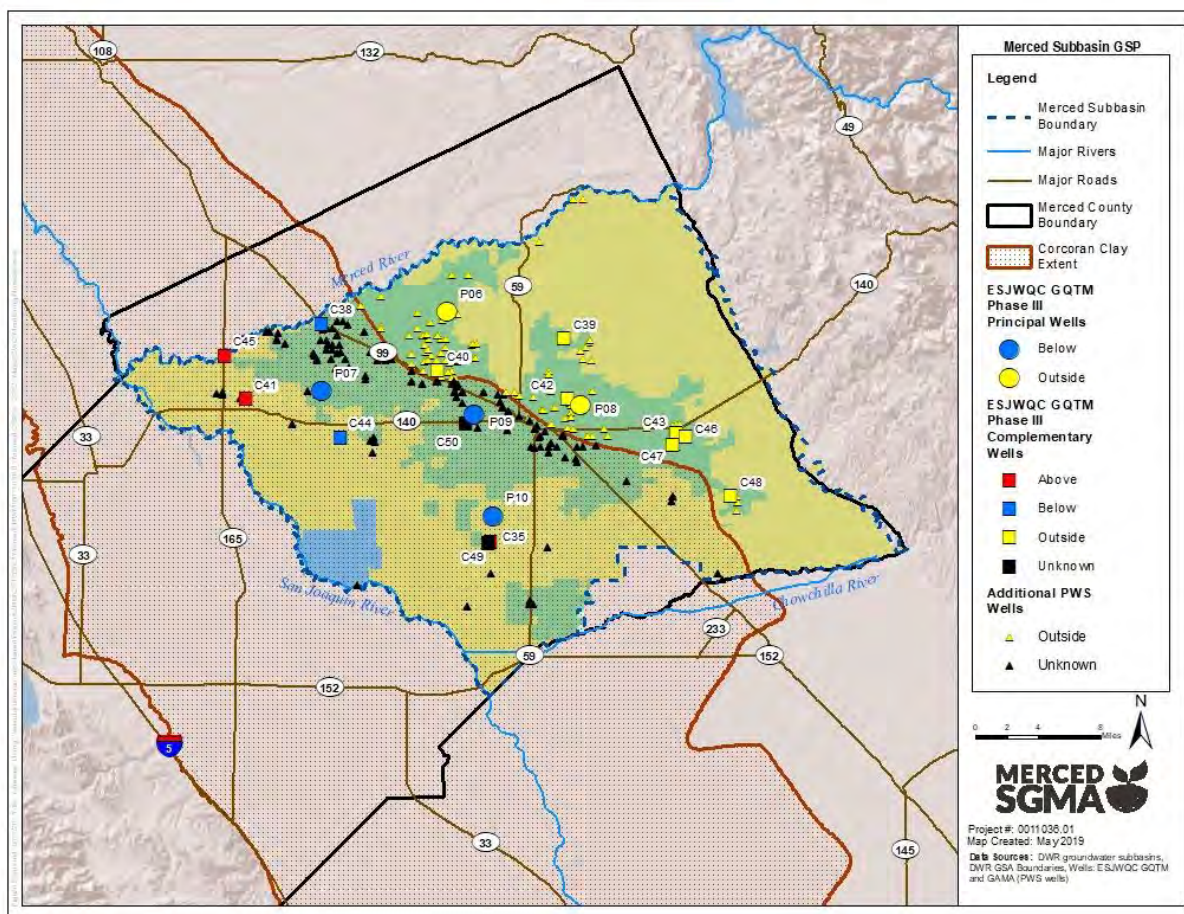 108
132
49
Merced River
P06
59
140
C38
C39
C45
99
C40
C41
P07
C42
P08
140
P09
C43
C46
C44
C50
C47
33
C48
P10
165
C35
33
C49
San Joaquin River
Chowchilla River
233
59
152
152
5
33
145
Merced Subbasin GSP
Legend
Merced Subbasin
Boundary
Major Rivers
Major Roads
Merced County
Boundary
Corcoran Clay
Extent
ESJWQC GQTM
Phase III
Principal Wells
Below
Outside
ESJWQC GQTM
Phase III
Complementary
Wells
Above
Below
Outside
Unknown
Additional PWS
Wells
Outside
Unknown
N
0 2 4 8
Miles
MERCED
SGMA
Project #: 0011036.01
Map Created: May 2019
Data Sources: DWR groundwater subbasins,
DWR GSA Boundaries, Wells: ESJWQC GQTM
and GAMA (PWS wells)